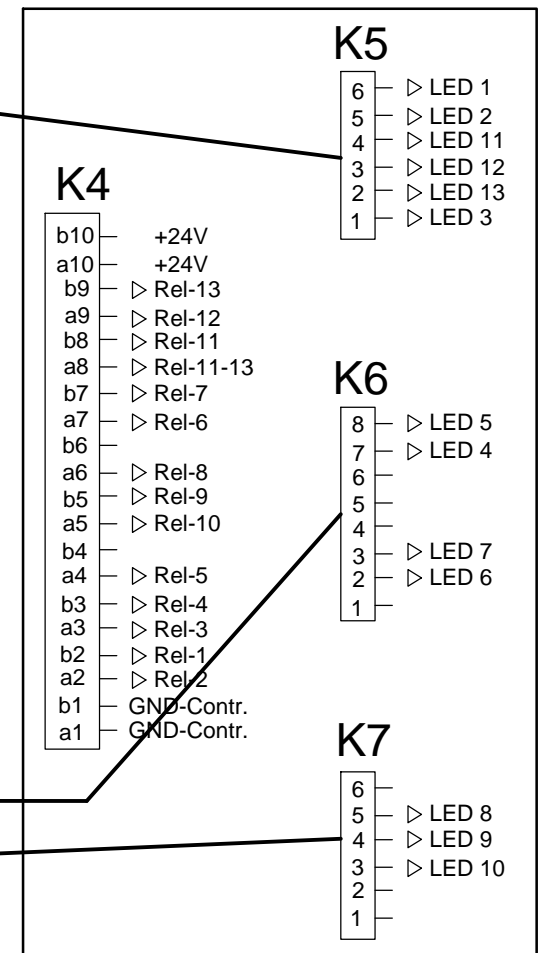 K5
6 LED 1
5 LED 2
4 LED 11
3 LED 12
2 LED 13
1 LED 3
K4
b10 +24V
a10 +24V
b9 Rel-13
a9 Rel-12
b8 Rel-11
a8 Rel-11-13
b7 Rel-7
a7 Rel-6
b6
a6 Rel-8
b5 Rel-9
a5 Rel-10
b4
a4 Rel-5
b3 Rel-4
a3 Rel-3
b2 Rel-1
a2 Rel-2
b1 GND-Contr.
a1 GND-Contr.
K6
8 LED 5
7 LED 4
6
5
4
3 LED 7
2 LED 6
1
K7
6
5 LED 8
4 LED 9
3 LED 10
2
1